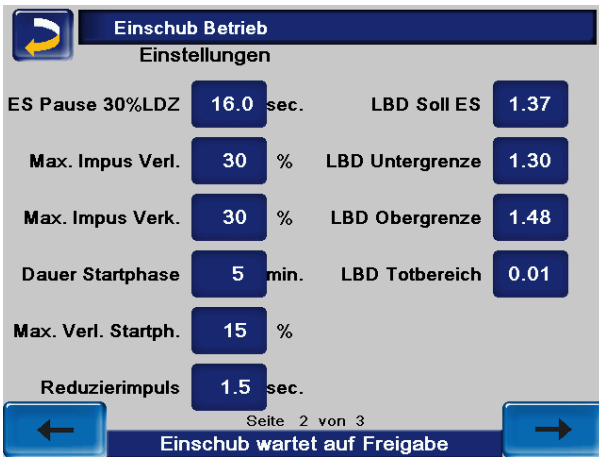 Einschub Betrieb
Einstellungen
ES Pause 30%LDZ 16.0 sec. LBD Soll ES 1.37
Max. Impus Verl. 30 % LBD Untergrenze 1.30
Max. Impus Verk. 30 % LBD Obergrenze 1.48
Dauer Startphase 5 min. LBD Totbereich 0.01
Max. Verl. Startph. 15 %
Reduzierimpuls 1.5 sec.
Seite 2 von 3
Einschub wartet auf Freigabe